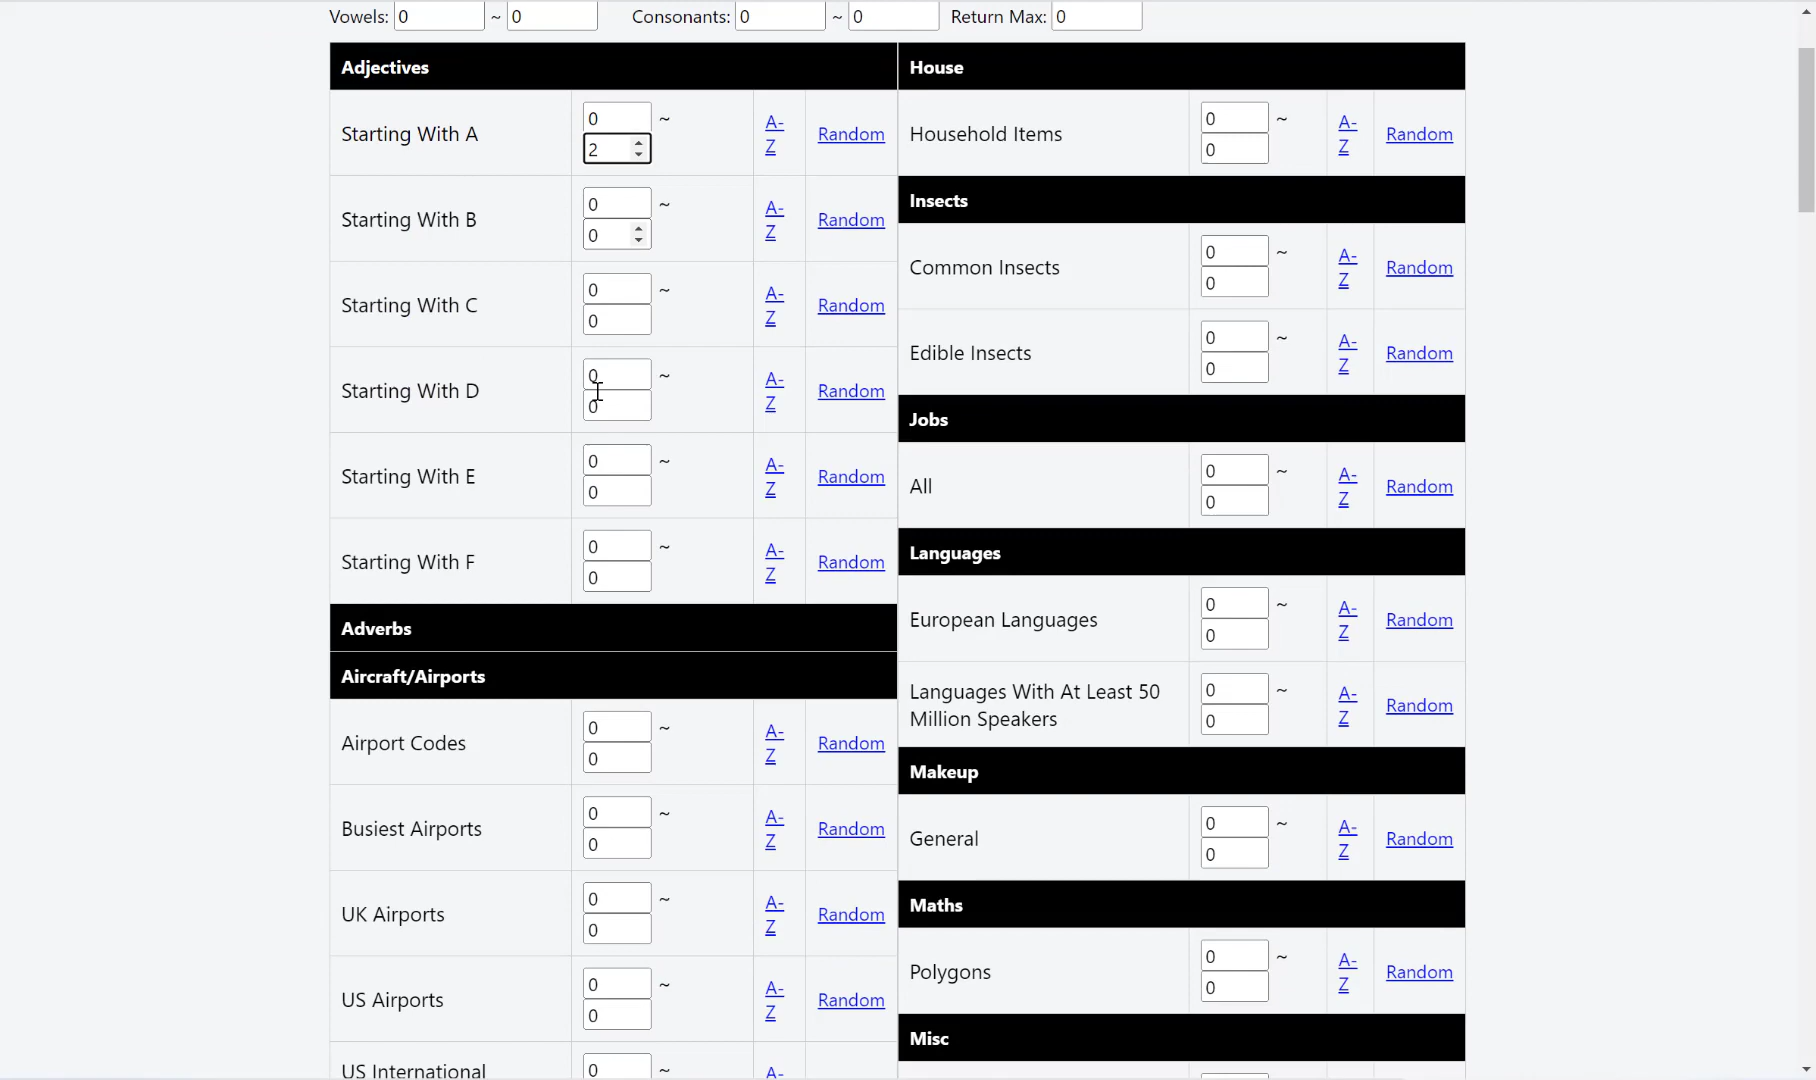 Vowels: 0 ~ 0 Consonants: 0 ~ 0 Return Max: 0
Adjectives
Starting With A 0 ~ 2 A-Z Random
Starting With B 0 ~ 0 A-Z Random
Starting With C 0 ~ 0 A-Z Random
Starting With D 0 ~ 0 A-Z Random
Starting With E 0 ~ 0 A-Z Random
Starting With F 0 ~ 0 A-Z Random
Adverbs
Aircraft/Airports
Airport Codes 0 ~ 0 A-Z Random
Busiest Airports 0 ~ 0 A-Z Random
UK Airports 0 ~ 0 A-Z Random
US Airports 0 ~ 0 A-Z Random
US International 0 ~ A-
House
Household Items 0 ~ 0 A-Z Random
Insects
Common Insects 0 ~ 0 A-Z Random
Edible Insects 0 ~ 0 A-Z Random
Jobs
All 0 ~ 0 A-Z Random
Languages
European Languages 0 ~ 0 A-Z Random
Languages With At Least 50
Million Speakers 0 ~ 0 A-Z Random
Makeup
General 0 ~ 0 A-Z Random
Maths
Polygons 0 ~ 0 A-Z Random
Misc